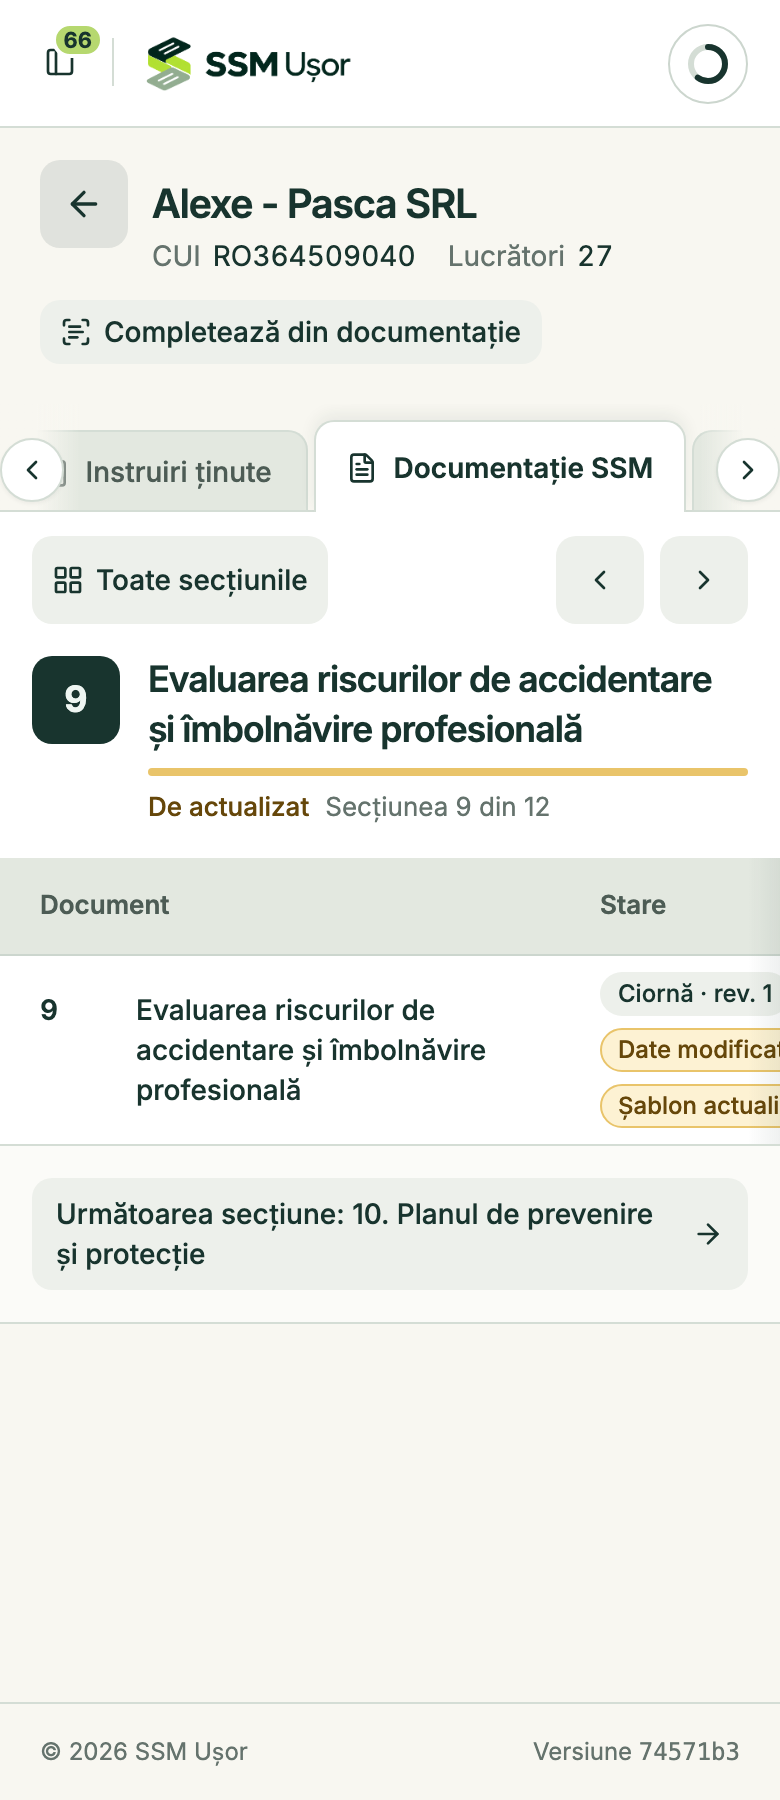 66
SSM Ușor
Alexe - Pasca SRL
CUI RO364509040 Lucrători 27
Completează din documentație
Instruiri ținute
Documentație SSM
Toate secțiunile
9
Evaluarea riscurilor de accidentare
și îmbolnăvire profesională
De actualizat Secțiunea 9 din 12
Document Stare
9
Evaluarea riscurilor de
accidentare și îmbolnăvire
profesională
Ciornă · rev. 1
Date
Șablon
Următoarea secțiune: 10. Planul de prevenire
și protecție
© 2026 SSM Ușor
Versiune 74571b3